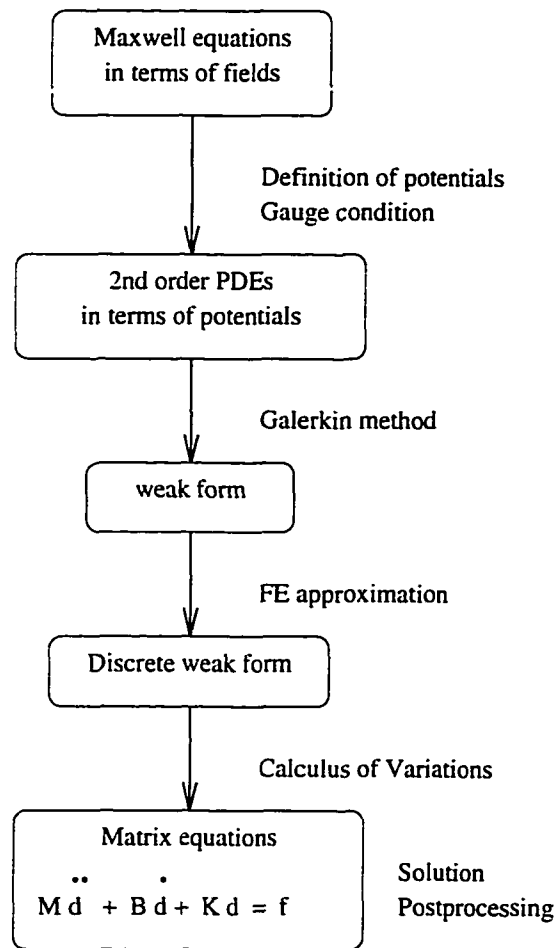 Maxwell equations
in terms of fields
Definition of potentials
Gauge condition
2nd order PDEs
in terms of potentials
Galerkin method
weak form
FE approximation
Discrete weak form
Calculus of Variations
Matrix equations
M d̈ + B ḋ + K d = f
Solution
Postprocessing